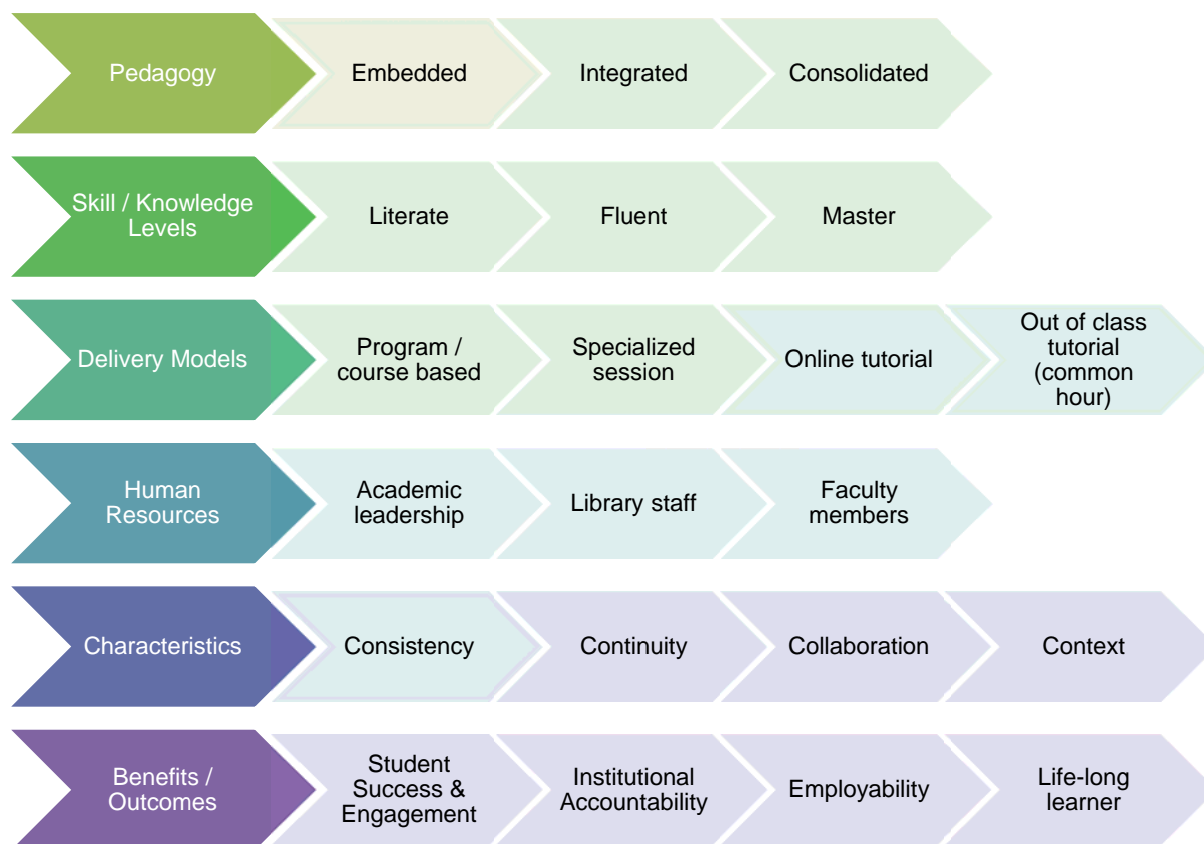 Pedagogy
Embedded
Integrated
Consolidated
Skill / Knowledge
Levels
Literate
Fluent
Master
Delivery Models
Program /
course based
Specialized
session
Online tutorial
Out of class
tutorial
(common
hour)
Human
Resources
Academic
leadership
Library staff
Faculty
members
Characteristics
Consistency
Continuity
Collaboration
Context
Benefits /
Outcomes
Student
Success &
Engagement
Institutional
Accountability
Employability
Life-long
learner